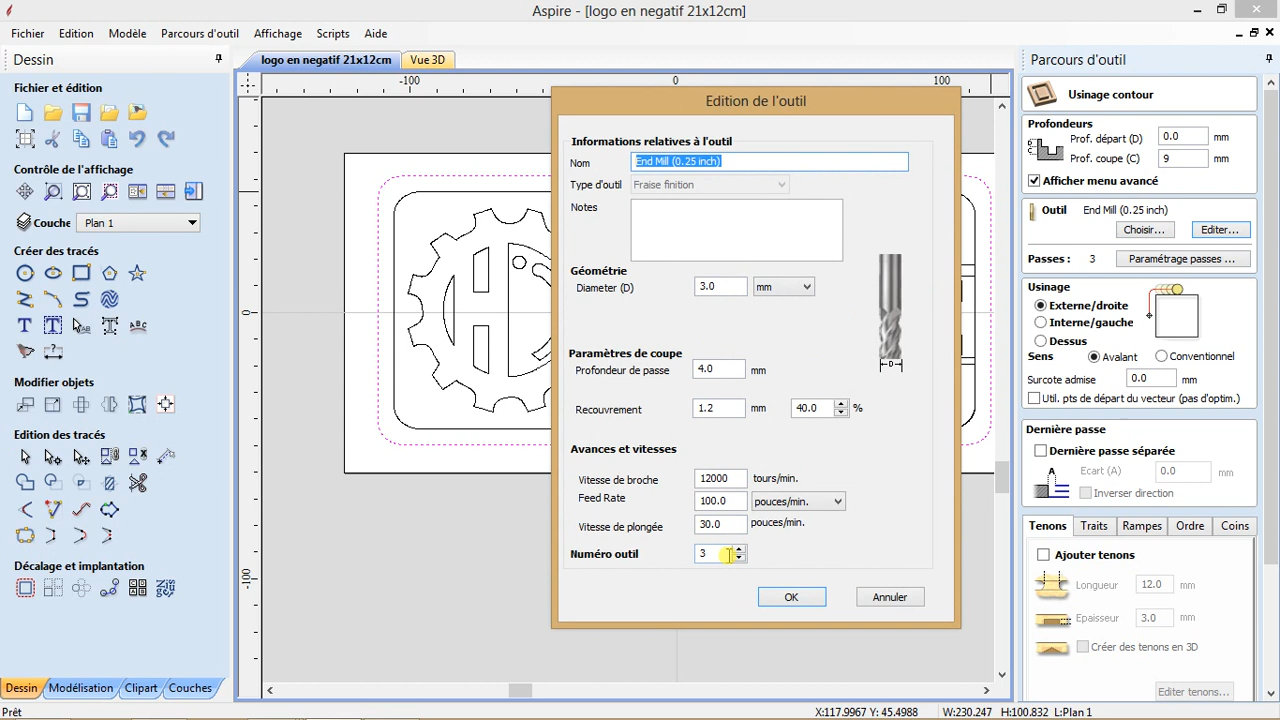 Aspire - [logo en negatif 21x12cm]
Fichier Edition Modèle Parcours d'outil Affichage Scripts Aide
Dessin
logo en negatif 21x12cm
Vue 3D
Parcours d'outil
-100 0 100
Fichier et édition
Contrôle de l'affichage
Couche Plan 1
Créer des tracés
Modifier objets
Edition des tracés
Décalage et implantation
Dessin Modélisation Clipart Couches
Prêt
0
-100
Edition de l'outil
Informations relatives à l'outil
Nom End Mill (0.25 inch)
Type d'outil Fraise finition
Notes
Géométrie
Diameter (D) 3.0 mm
D
Paramètres de coupe
Profondeur de passe 4.0 mm
Recouvrement 1.2 mm 40.0 %
Avances et vitesses
Vitesse de broche 12000 tours/min.
Feed Rate 100.0 pouces/min.
Vitesse de plongée 30.0 pouces/min.
Numéro outil 3
OK Annuler
Usinage contour
Profondeurs
Prof. départ (D) 0.0 mm
Prof. coupe (C) 9 mm
Afficher menu avancé
Outil End Mill (0.25 inch)
Choisir... Editer...
Passes : 3 Paramétrage passes ...
Usinage
Externe/droite
Interne/gauche
Dessus
Sens Avalant Conventionnel
Surcote admise 0.0 mm
Util. pts de départ du vecteur (pas d'optim.)
Dernière passe
Dernière passe séparée
A Ecart (A) 0.0 mm
Inverser direction
Tenons Traits Rampes Ordre Coins
Ajouter tenons
Longueur 12.0 mm
Epaisseur 3.0 mm
Créer des tenons en 3D
Editer tenons...
X:117.9967 Y: 45.4988 W:230.247 H:100.832 L:Plan 1